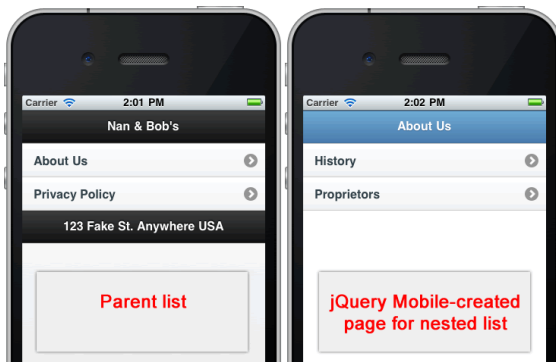 Carrier 2:01 PM
Nan & Bob's
About Us
Privacy Policy
123 Fake St. Anywhere USA
Parent list
Carrier 2:02 PM
About Us
History
Proprietors
jQuery Mobile-created
page for nested list